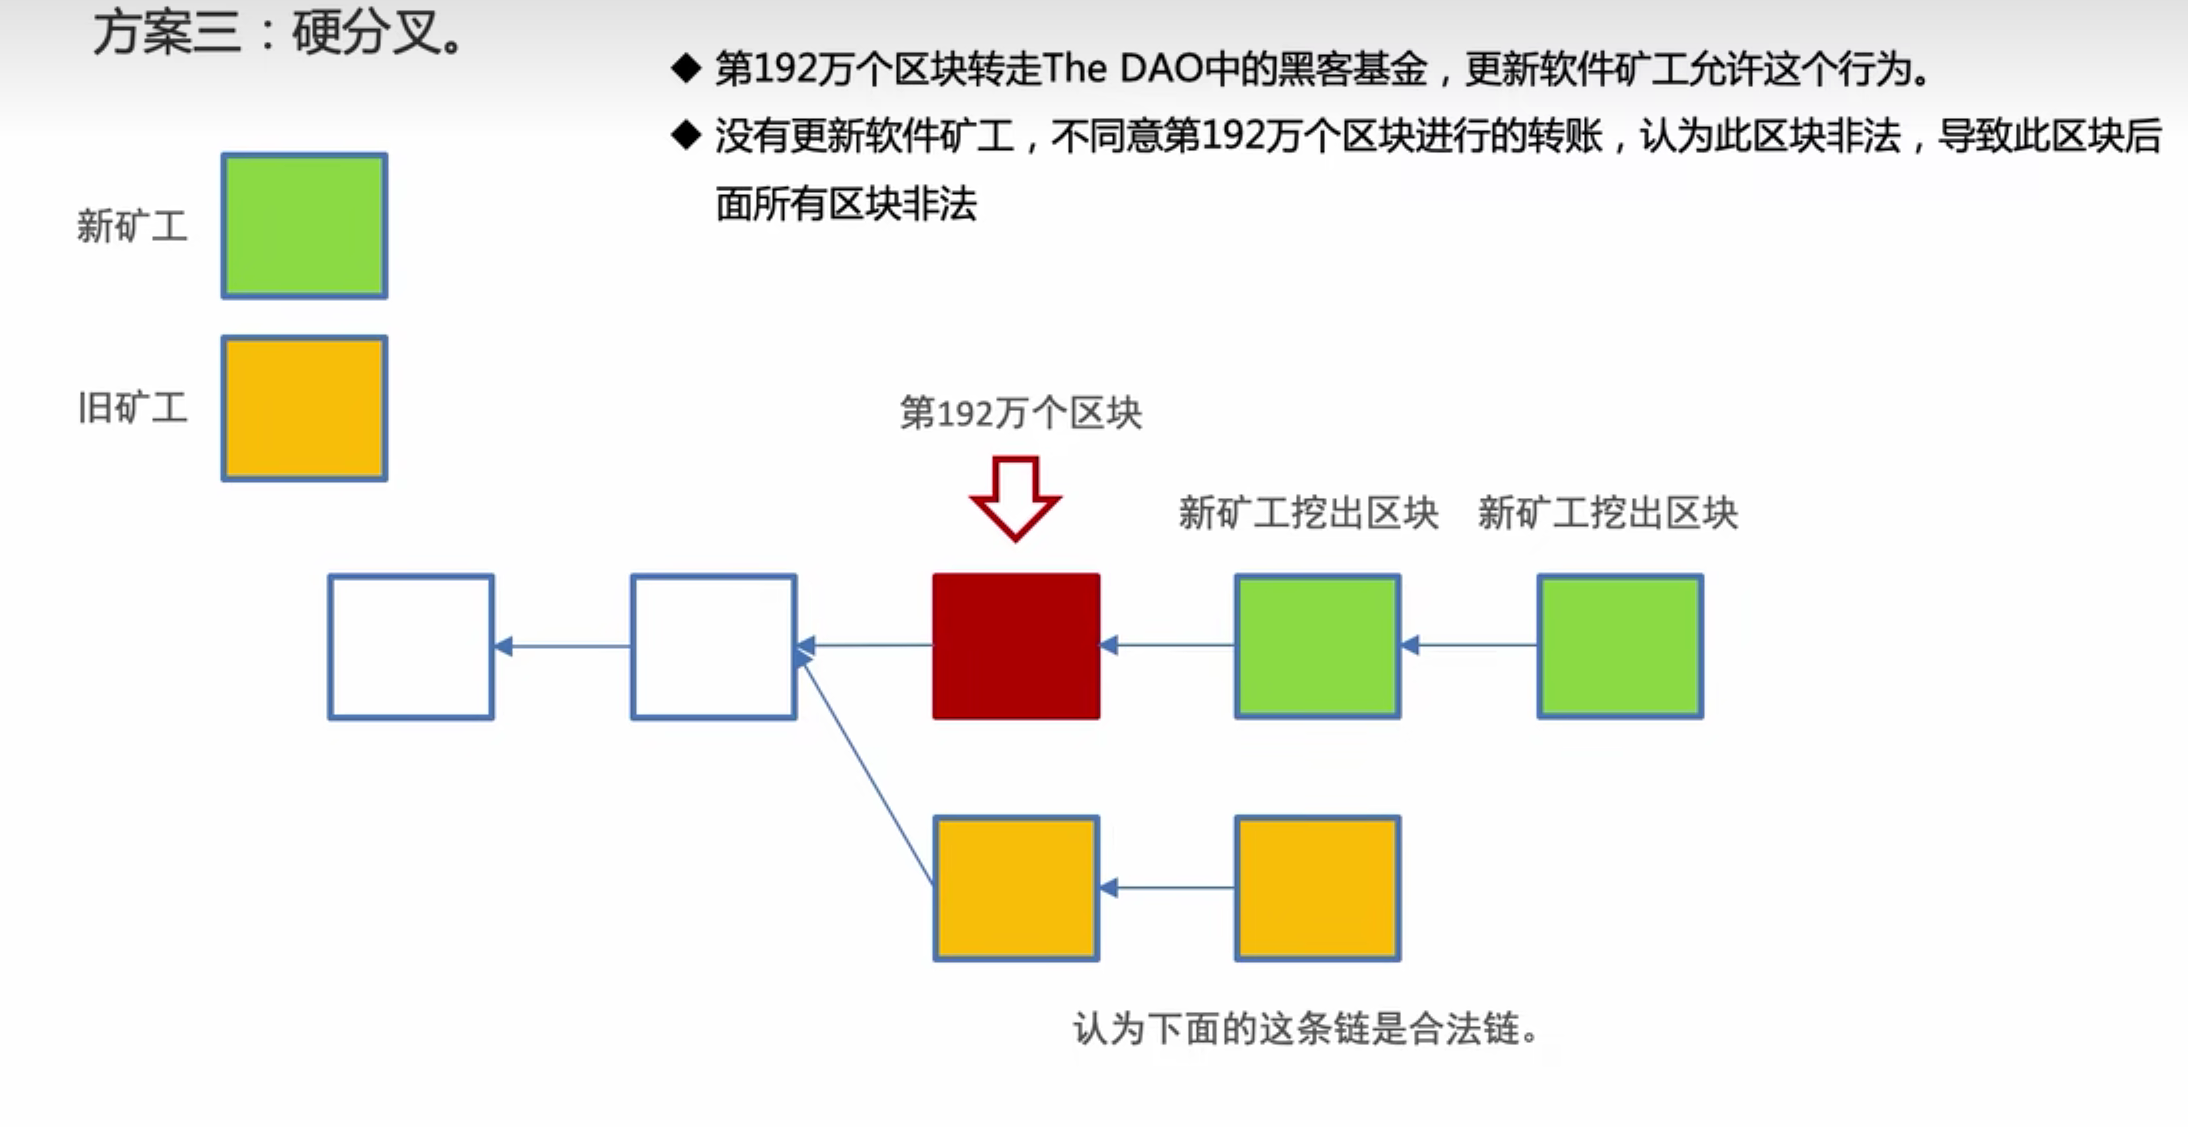 方案三：硬分叉。
◆ 第192万个区块转走The DAO中的黑客基金，更新软件矿工允许这个行为。
◆ 没有更新软件矿工，不同意第192万个区块进行的转账，认为此区块非法，导致此区块后
面所有区块非法
新矿工
旧矿工
第192万个区块
新矿工挖出区块 新矿工挖出区块
认为下面的这条链是合法链。